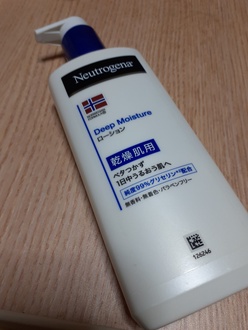 Neutrogena
Deep Moisture
ローション
乾燥肌用
ベタつかず
1日中うるおう肌へ
純度99%グリセリン配合
無香料・無着色・パラベンフリー
126246